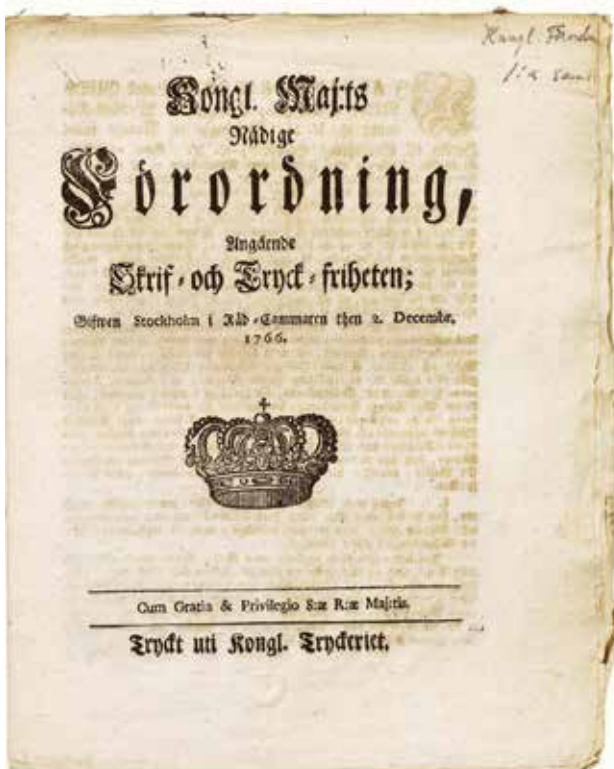 Kongl. Maj:ts
Nådige
Förordning,
Angående
Skrif- och Tryck-friheten;
Gifwen Stockholm i Råd-Cammaren then 2. Decembr.
1766.
Cum Gratia & Privilegio S:æ R:æ Maj:tis.
Tryckt uti Kongl. Tryckeriet.